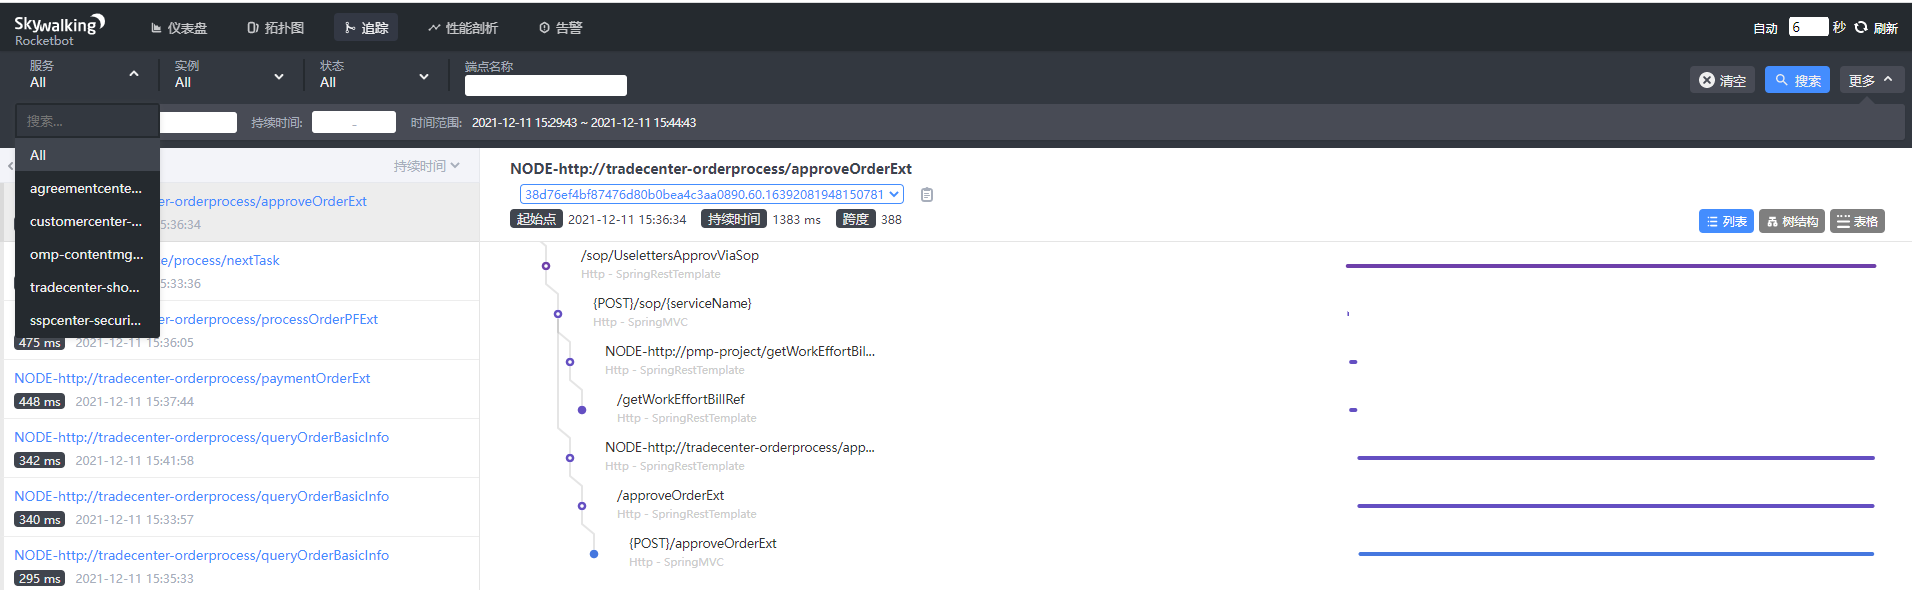 Skywalking
Rocketbot
仪表盘
拓扑图
追踪
性能剖析
告警
自动 6 秒 刷新
服务
All
实例
All
状态
All
端点名称
清空
搜索
更多
搜索...
持续时间: -
时间范围: 2021-12-11 15:29:43 ~ 2021-12-11 15:44:43
All
agreementcente...
customercenter-...
omp-contentmg...
tradecenter-sho...
sspcenter-securi...
持续时间
er-orderprocess/approveOrderExt
5:36:34
e/process/nextTask
5:33:36
er-orderprocess/processOrderPFExt
475 ms 2021-12-11 15:36:05
NODE-http://tradecenter-orderprocess/paymentOrderExt
448 ms 2021-12-11 15:37:44
NODE-http://tradecenter-orderprocess/queryOrderBasicInfo
342 ms 2021-12-11 15:41:58
NODE-http://tradecenter-orderprocess/queryOrderBasicInfo
340 ms 2021-12-11 15:33:57
NODE-http://tradecenter-orderprocess/queryOrderBasicInfo
295 ms 2021-12-11 15:35:33
NODE-http://tradecenter-orderprocess/approveOrderExt
38d76ef4bf87476d80b0bea4c3aa0890.60.16392081948150781
起始点 2021-12-11 15:36:34 持续时间 1383 ms 跨度 388
列表
树结构
表格
/sop/UselettersApprovViaSop
Http - SpringRestTemplate
{POST}/sop/{serviceName}
Http - SpringMVC
NODE-http://pmp-project/getWorkEffortBil...
Http - SpringRestTemplate
/getWorkEffortBillRef
Http - SpringRestTemplate
NODE-http://tradecenter-orderprocess/app...
Http - SpringRestTemplate
/approveOrderExt
Http - SpringRestTemplate
{POST}/approveOrderExt
Http - SpringMVC